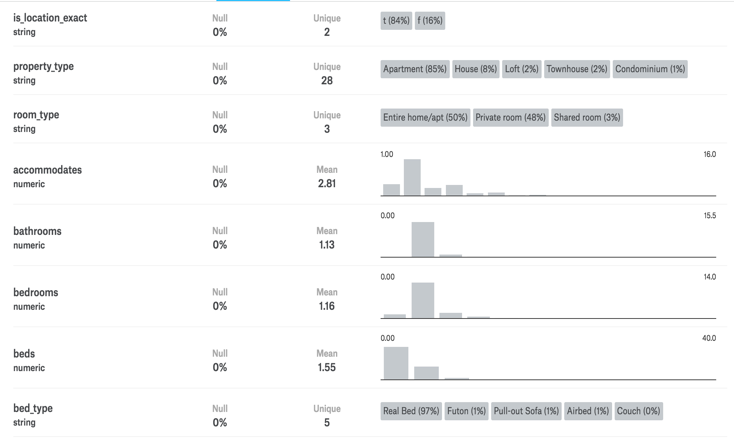 is_location_exact Null Unique t (84%) f (16%)
string 0% 2
property_type Null Unique Apartment (85%) House (8%) Loft (2%) Townhouse (2%) Condominium (1%)
string 0% 28
room_type Null Unique Entire home/apt (50%) Private room (48%) Shared room (3%)
string 0% 3
1.00 16.0
accommodates Null Mean
numeric 0% 2.81
0.00 15.5
bathrooms Null Mean
numeric 0% 1.13
0.00 14.0
bedrooms Null Mean
numeric 0% 1.16
0.00 40.0
beds Null Mean
numeric 0% 1.55
bed_type Null Unique Real Bed (97%) Futon (1%) Pull-out Sofa (1%) Airbed (1%) Couch (0%)
string 0% 5